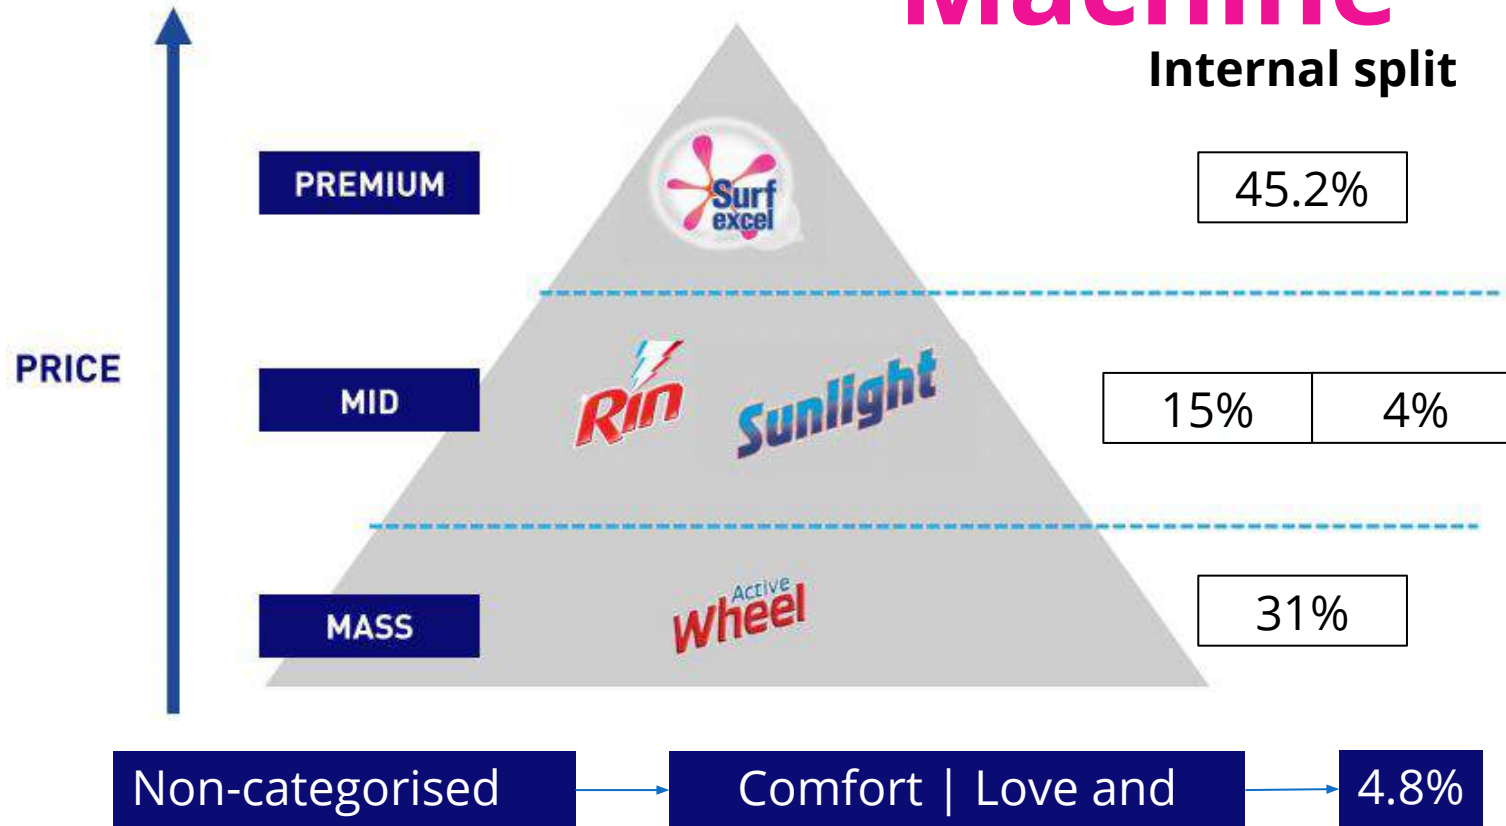 Machine
Internal split
PREMIUM
Surf
excel
45.2%
PRICE
MID
Rin
Sunlight
15%
4%
MASS
Active
Wheel
31%
Non-categorised
Comfort | Love and
4.8%